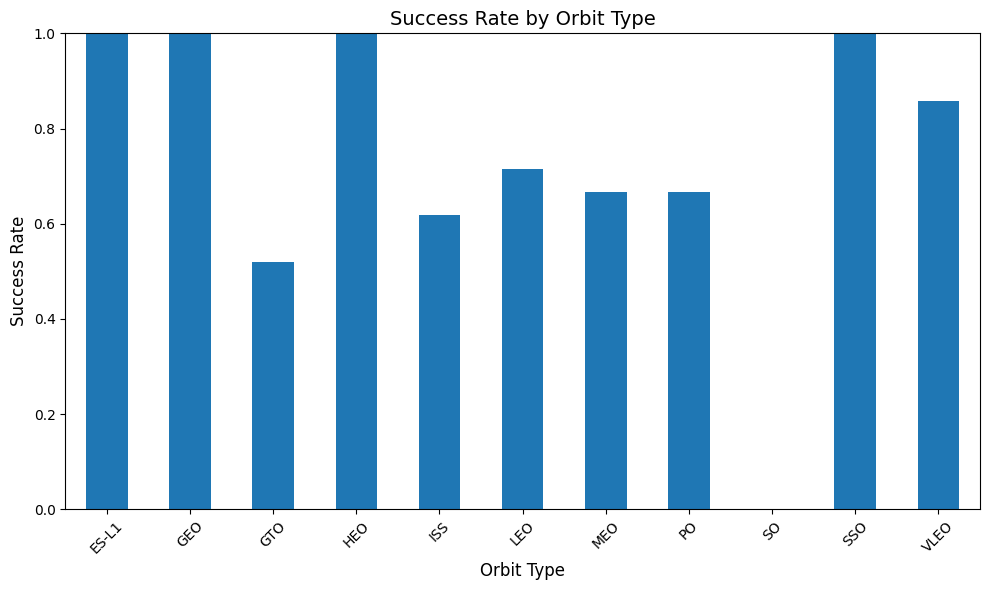 Success Rate by Orbit Type
1.0
0.8
0.6
0.4
0.2
0.0
Success Rate
ES-L1
GEO
GTO
HEO
ISS
LEO
MEO
PO
SO
SSO
VLEO
Orbit Type